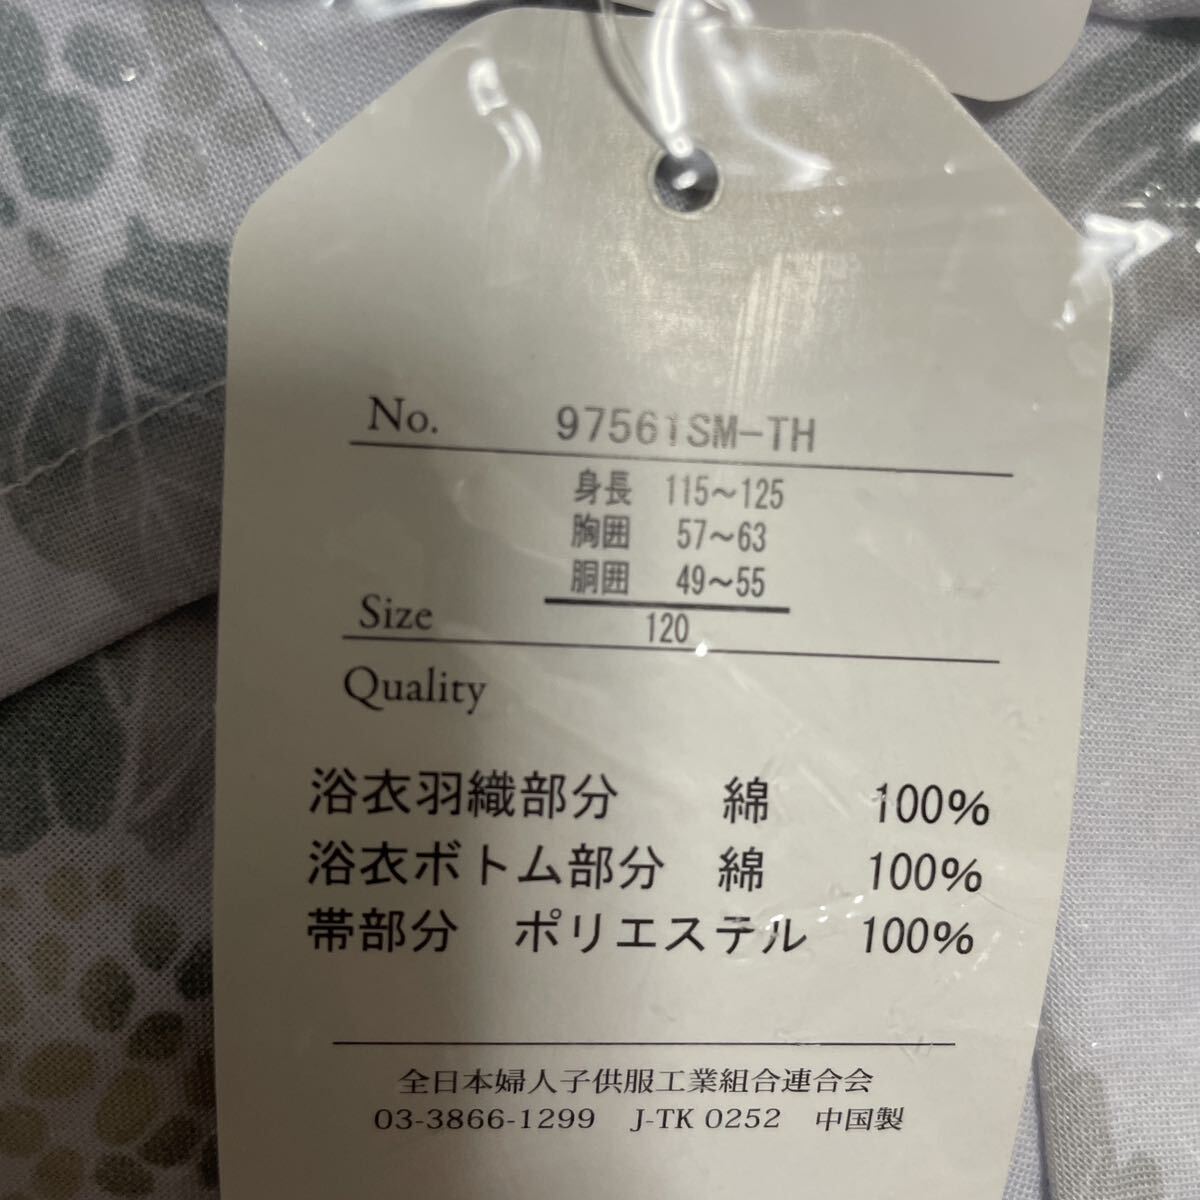 No. 97561SM-TH
身長 115～125
胸囲 57～63
胴囲 49～55
Size 120
Quality
浴衣羽織部分 綿 100%
浴衣ボトム部分 綿 100%
帯部分 ポリエステル 100%
全日本婦人子供服工業組合連合会
03-3866-1299 J-TK 0252 中国製